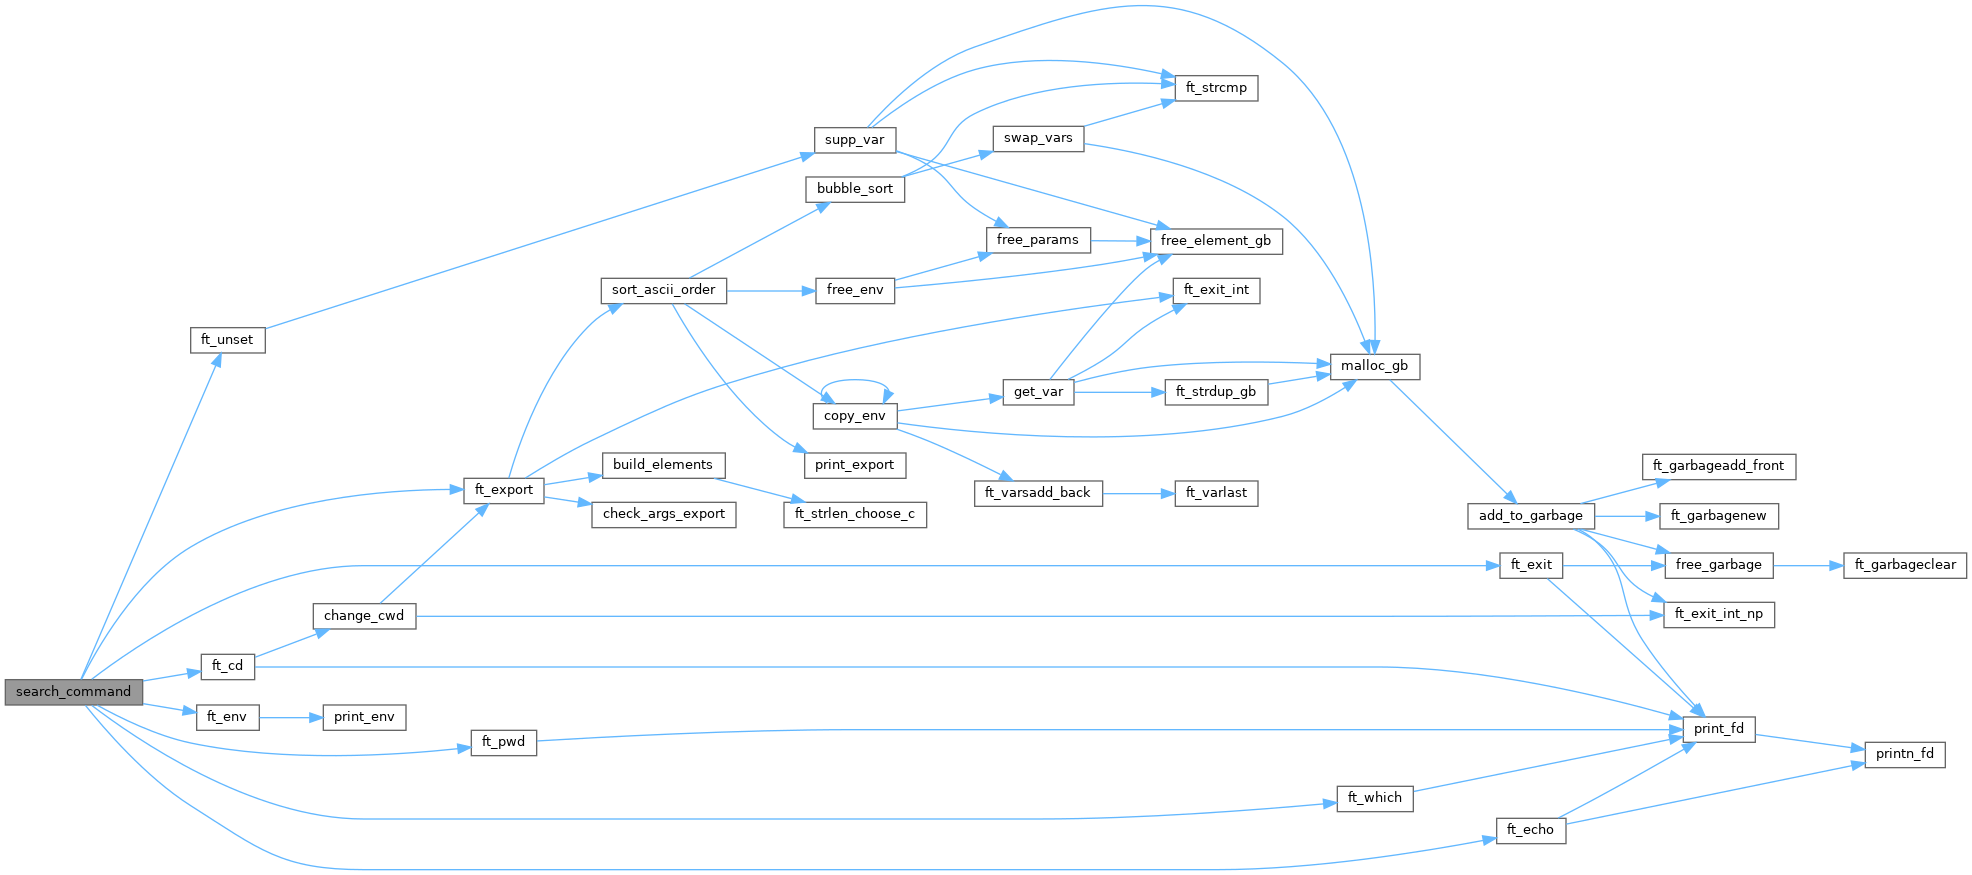 ft_strcmp
supp_var
swap_vars
bubble_sort
free_params
free_element_gb
sort_ascii_order
free_env
ft_exit_int
ft_unset
malloc_gb
get_var
ft_strdup_gb
copy_env
build_elements
print_export
ft_garbageadd_front
ft_export
ft_varsadd_back
ft_varlast
check_args_export
ft_strlen_choose_c
add_to_garbage
ft_garbagenew
ft_exit
free_garbage
ft_garbageclear
change_cwd
ft_exit_int_np
ft_cd
search_command
ft_env
print_env
print_fd
ft_pwd
printn_fd
ft_which
ft_echo